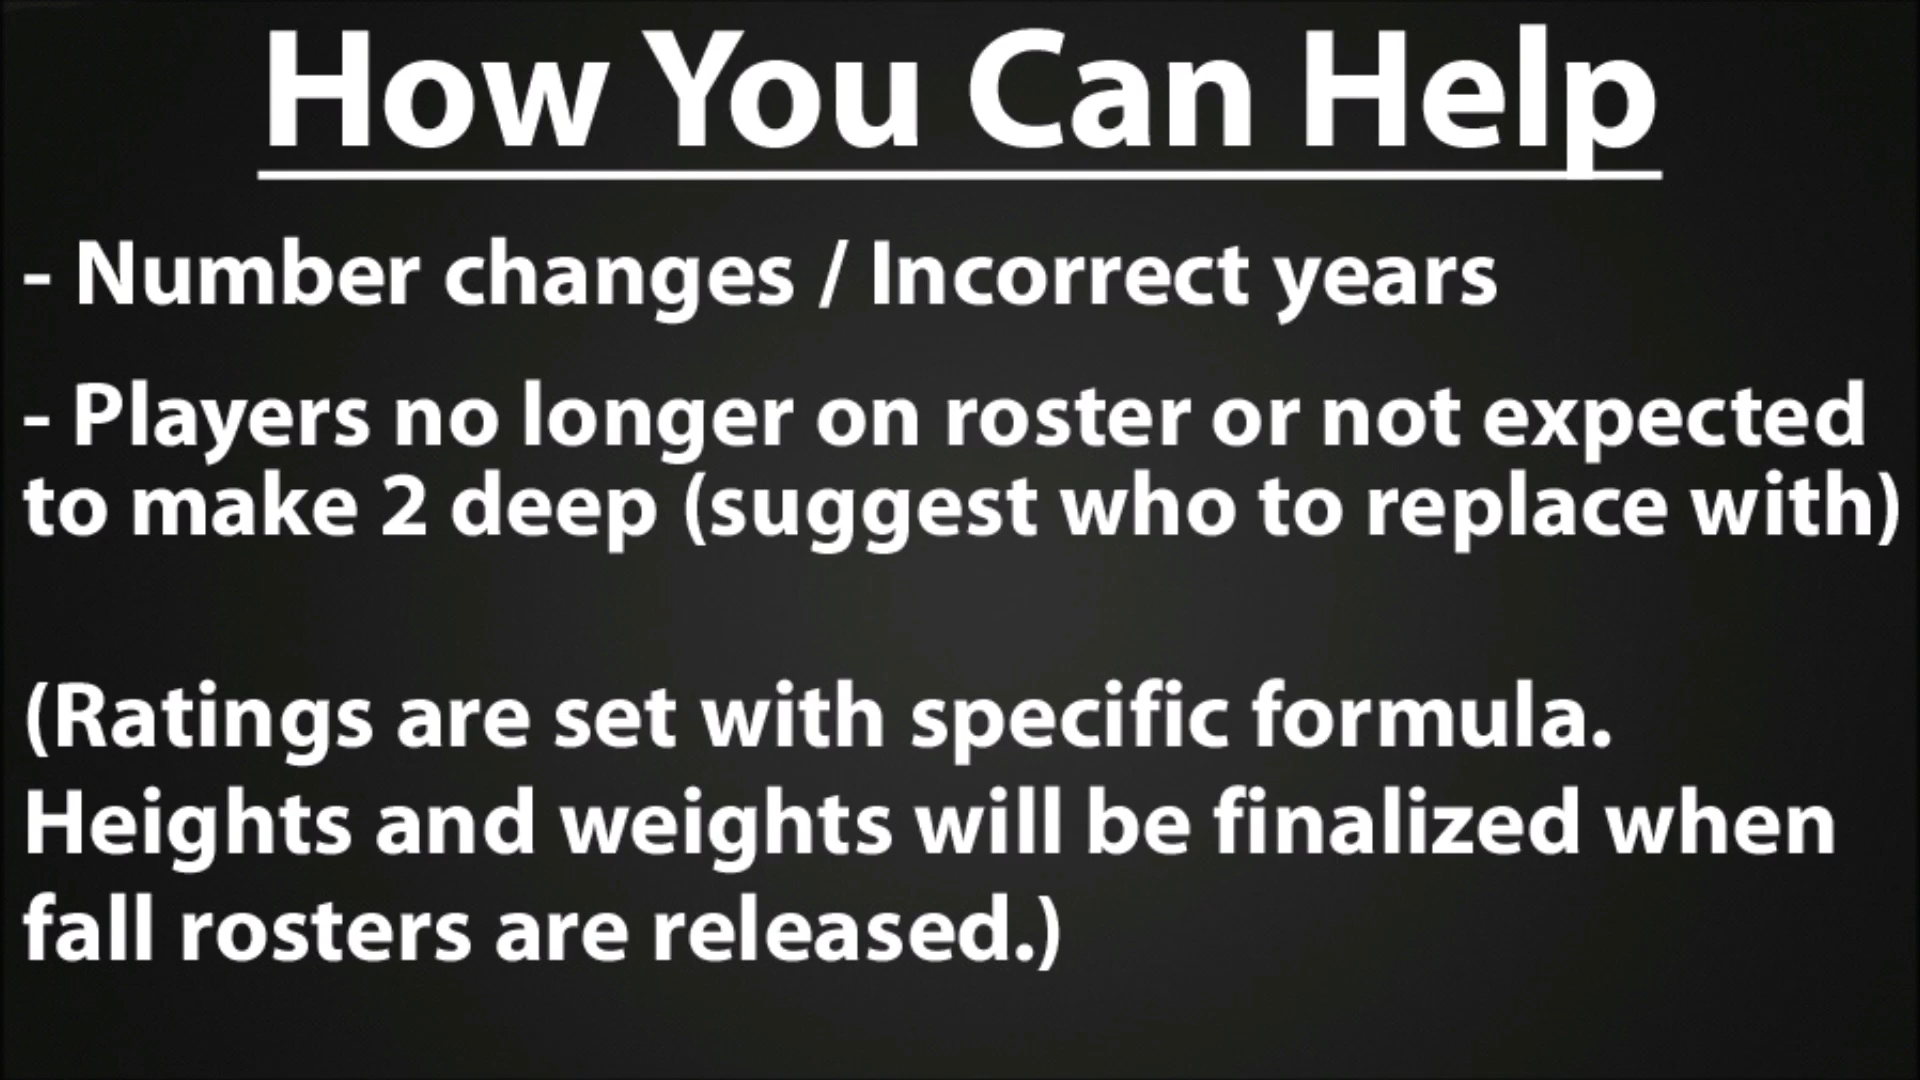 How You Can Help
- Number changes / Incorrect years
- Players no longer on roster or not expected
to make 2 deep (suggest who to replace with)
(Ratings are set with specific formula.
Heights and weights will be finalized when
fall rosters are released.)